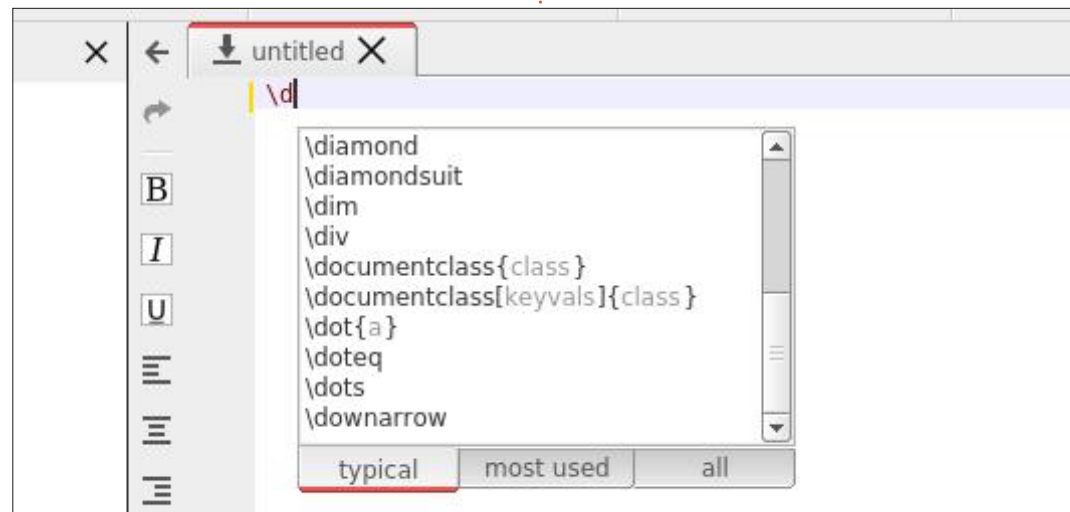 untitled
\d
\diamond
\diamondsuit
\dim
\div
\documentclass{class}
\documentclass[keyvals]{class}
\dot{a}
\doteq
\dots
\downarrow
typical most used all
B
I
U